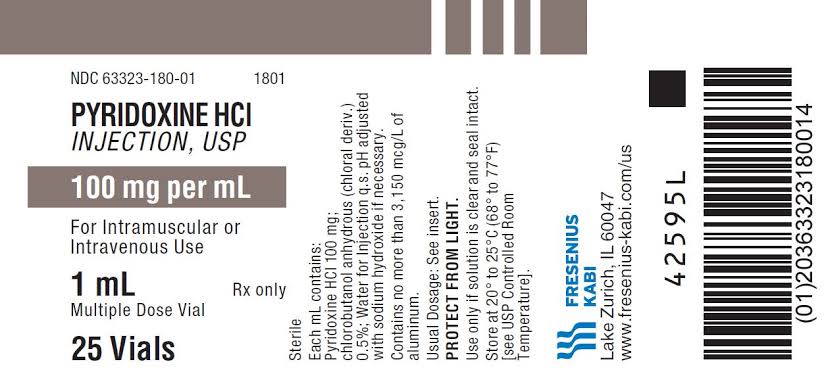 NDC 63323-180-01 1801
PYRIDOXINE HCl
INJECTION, USP
100 mg per mL
For Intramuscular or
Intravenous Use
1 mL Rx only
Multiple Dose Vial
25 Vials
Sterile
Each mL contains:
Pyridoxine HCl 100 mg;
chlorobutanol anhydrous (chloral deriv.)
0.5%; Water for Injection q.s. pH adjusted
with sodium hydroxide if necessary.
Contains no more than 3,150 mcg/L of
aluminum.
Usual Dosage: See insert.
PROTECT FROM LIGHT.
Use only if solution is clear and seal intact.
Store at 20° to 25°C (68° to 77°F)
[see USP Controlled Room
Temperature].
FRESENIUS
KABI
Lake Zurich, IL 60047
www.fresenius-kabi.com/us
42595L
(01)20363323180014